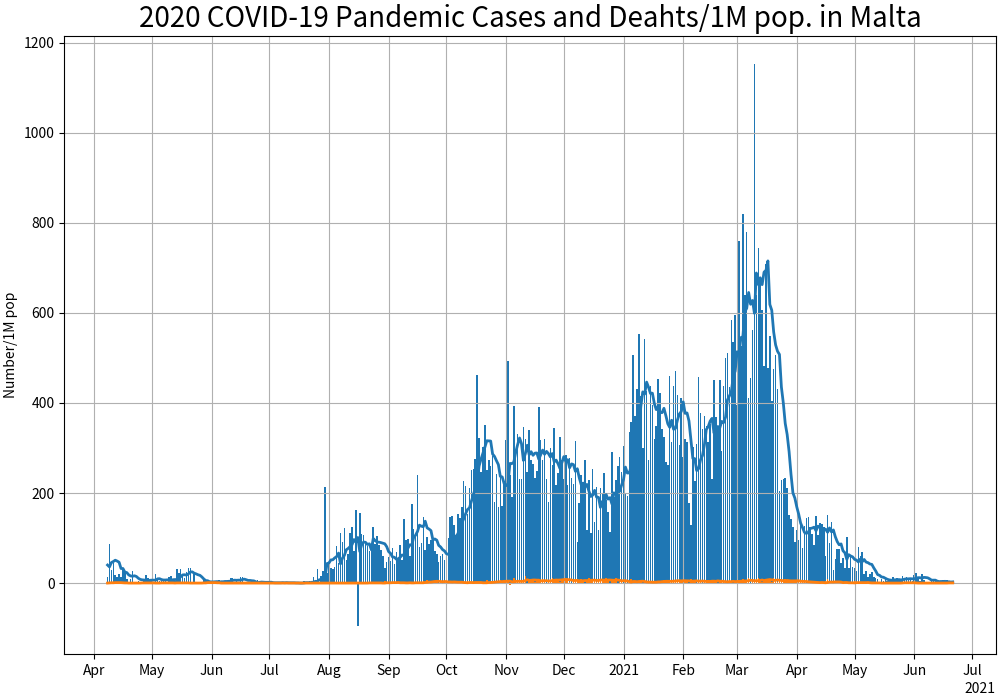 2020 COVID-19 Pandemic Cases and Deahts/1M pop. in Malta
Number/1M pop
1200
1000
800
600
400
200
0
Apr May Jun Jul Aug Sep Oct Nov Dec 2021 Feb Mar Apr May Jun Jul
2021